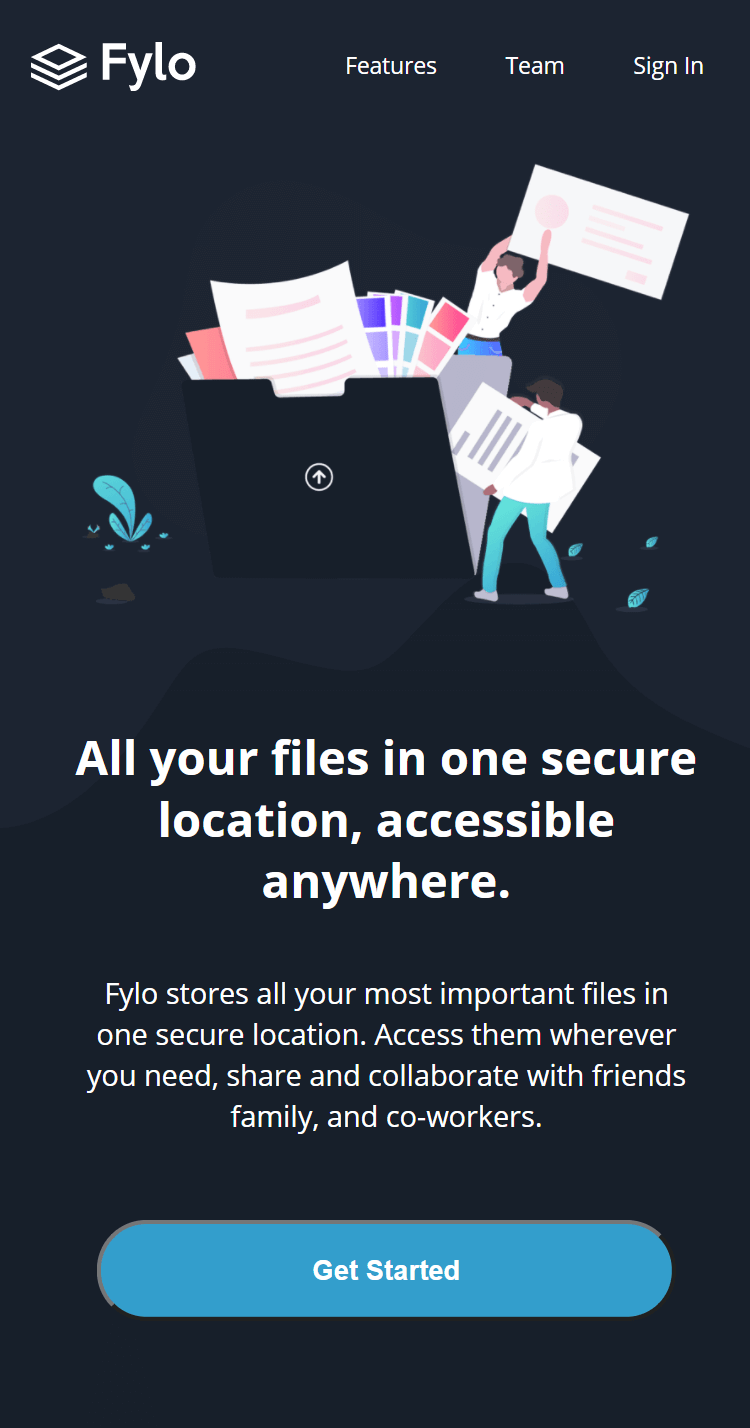 Fylo
Features
Team
Sign In
All your files in one secure
location, accessible
anywhere.
Fylo stores all your most important files in
one secure location. Access them wherever
you need, share and collaborate with friends
family, and co-workers.
Get Started